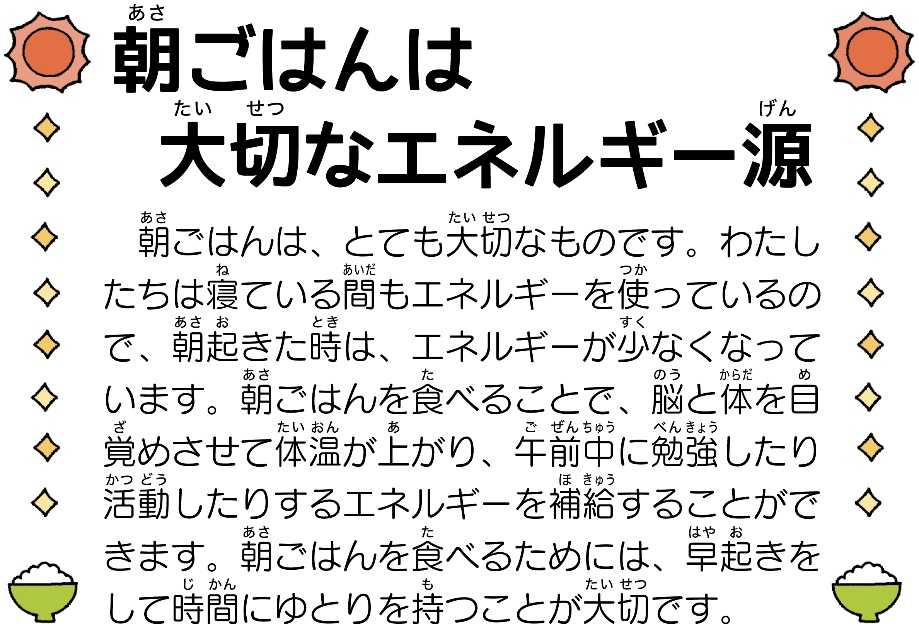 朝ごはんは
大切なエネルギー源
朝ごはんは、とても大切なものです。わたし
たちは寝ている間もエネルギーを使っているの
で、朝起きた時は、エネルギーが少なくなって
います。朝ごはんを食べることで、脳と体を目
覚めさせて体温が上がり、午前中に勉強したり
活動したりするエネルギーを補給することがで
きます。朝ごはんを食べるためには、早起きを
して時間にゆとりを持つことが大切です。